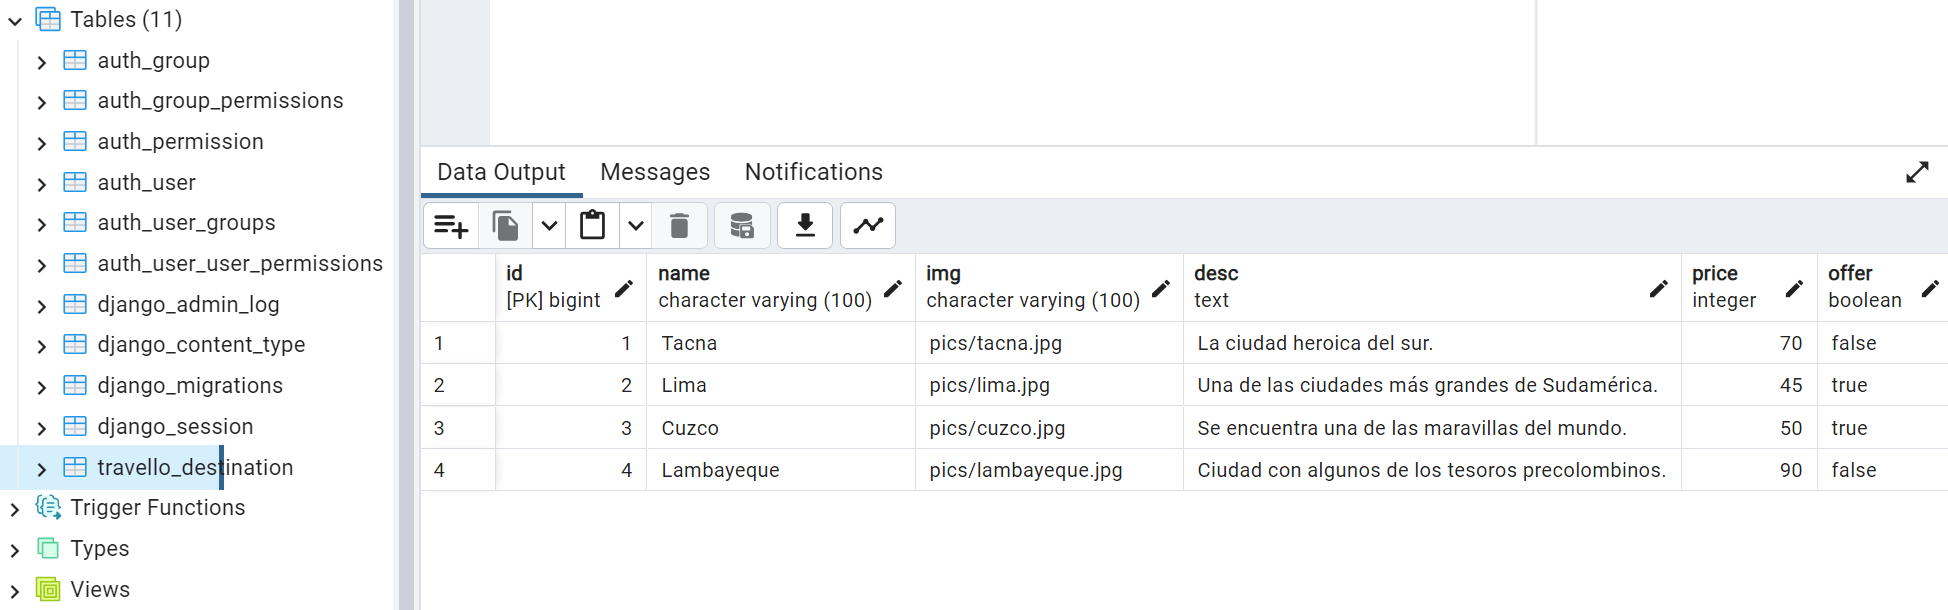 Tables (11)
auth_group
auth_group_permissions
auth_permission
auth_user
auth_user_groups
auth_user_user_permissions
django_admin_log
django_content_type
django_migrations
django_session
travello_destination
Trigger Functions
Types
Views
Data Output Messages Notifications
id name img desc price offer
[PK] bigint character varying (100) character varying (100) text integer boolean
1 1 Tacna pics/tacna.jpg La ciudad heroica del sur. 70 false
2 2 Lima pics/lima.jpg Una de las ciudades más grandes de Sudamérica. 45 true
3 3 Cuzco pics/cuzco.jpg Se encuentra una de las maravillas del mundo. 50 true
4 4 Lambayeque pics/lambayeque.jpg Ciudad con algunos de los tesoros precolombinos. 90 false